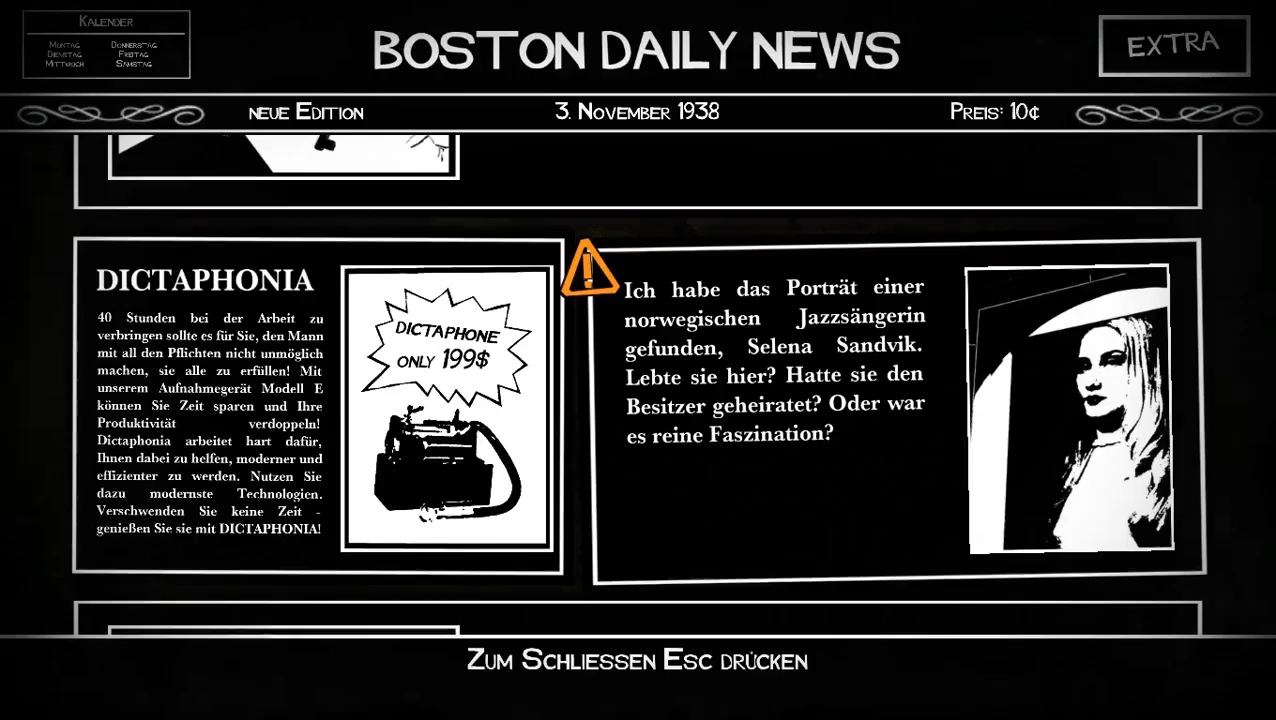 KALENDER
MONTAG DONNERSTAG
DIENSTAG FREITAG
MITTWOCH SAMSTAG
BOSTON DAILY NEWS
EXTRA
NEUE EDITION
3. NOVEMBER 1938
PREIS: 10¢
DICTAPHONIA
40 Stunden bei der Arbeit zu
verbringen sollte es für Sie, den Mann
mit all den Pflichten nicht unmöglich
machen, sie alle zu erfüllen! Mit
unserem Aufnahmegerät Modell E
können Sie Zeit sparen und Ihre
Produktivität verdoppeln!
Dictaphonia arbeitet hart dafür,
Ihnen dabei zu helfen, moderner und
effizienter zu werden. Nutzen Sie
dazu modernste Technologien.
Verschwenden Sie keine Zeit -
genießen Sie sie mit DICTAPHONIA!
DICTAPHONE
ONLY 199$
Ich habe das Porträt einer
norwegischen Jazzsängerin
gefunden, Selena Sandvik.
Lebte sie hier? Hatte sie den
Besitzer geheiratet? Oder war
es reine Faszination?
ZUM SCHLIESSEN ESC DRÜCKEN